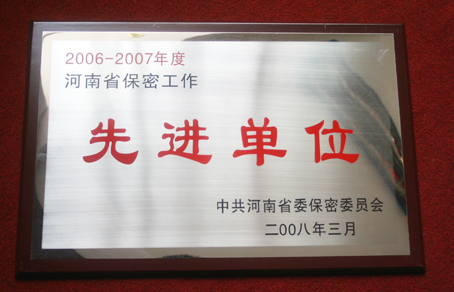 2006-2007年度
河南省保密工作
先进单位
中共河南省委保密委员会
二00八年三月